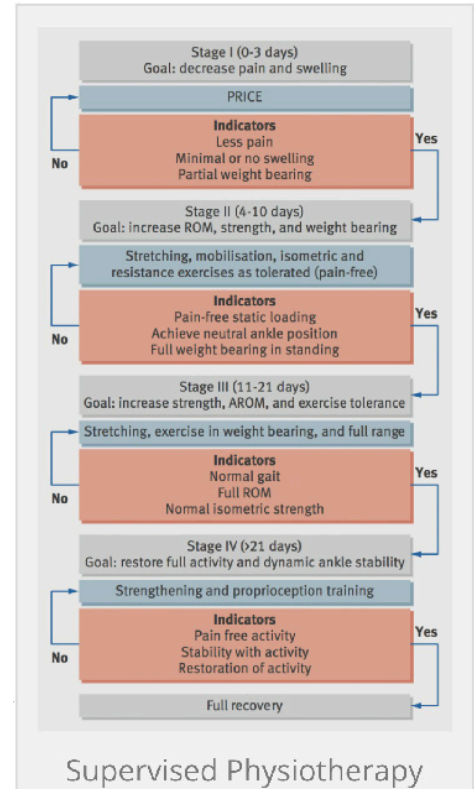 Stage I (0-3 days)
Goal: decrease pain and swelling
PRICE
Indicators
Less pain
Minimal or no swelling
Partial weight bearing
No
Yes
Stage II (4-10 days)
Goal: increase ROM, strength, and weight bearing
Stretching, mobilisation, isometric and
resistance exercises as tolerated (pain-free)
Indicators
Pain-free static loading
Achieve neutral ankle position
Full weight bearing in standing
No
Yes
Stage III (11-21 days)
Goal: increase strength, AROM, and exercise tolerance
Stretching, exercise in weight bearing, and full range
Indicators
Normal gait
Full ROM
Normal isometric strength
No
Yes
Stage IV (>21 days)
Goal: restore full activity and dynamic ankle stability
Strengthening and proprioception training
Indicators
Pain free activity
Stability with activity
Restoration of activity
No
Yes
Full recovery
Supervised Physiotherapy